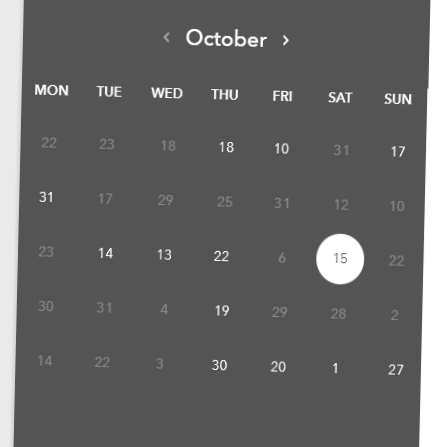 ‹ October ›
MON TUE WED THU FRI SAT SUN
22 23 18 18 10 31 17
31 17 29 25 31 12 10
23 14 13 22 6 15 22
30 31 4 19 29 28 2
14 22 3 30 20 1 27